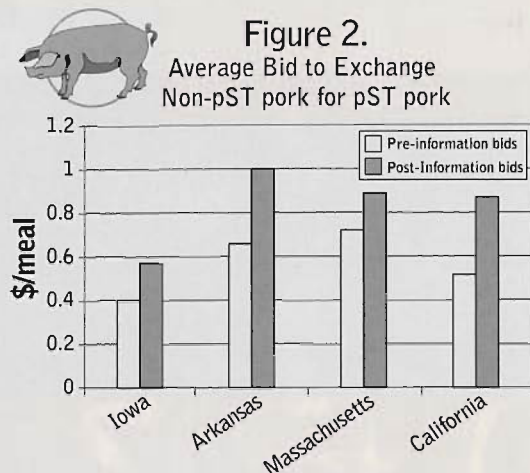 Figure 2.
Average Bid to Exchange
Non-pST pork for pST pork
$/meal
1.2
1
0.8
0.6
0.4
0.2
0
Pre-information bids
Post-Information bids
Iowa
Arkansas
Massachusetts
California